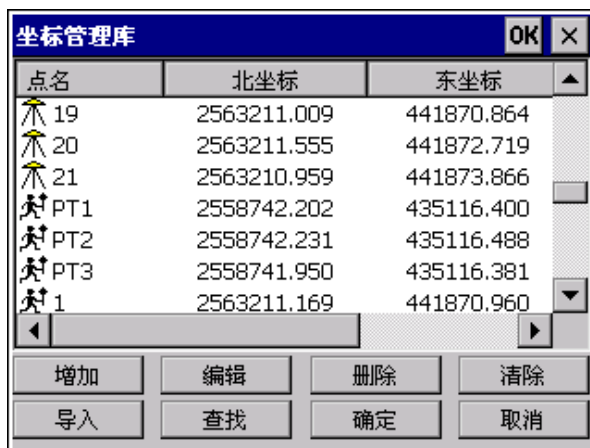 坐标管理库 OK ×
点名 北坐标 东坐标
19 2563211.009 441870.864
20 2563211.555 441872.719
21 2563210.959 441873.866
PT1 2558742.202 435116.400
PT2 2558742.231 435116.488
PT3 2558741.950 435116.381
1 2563211.169 441870.960
增加 编辑 删除 清除
导入 查找 确定 取消